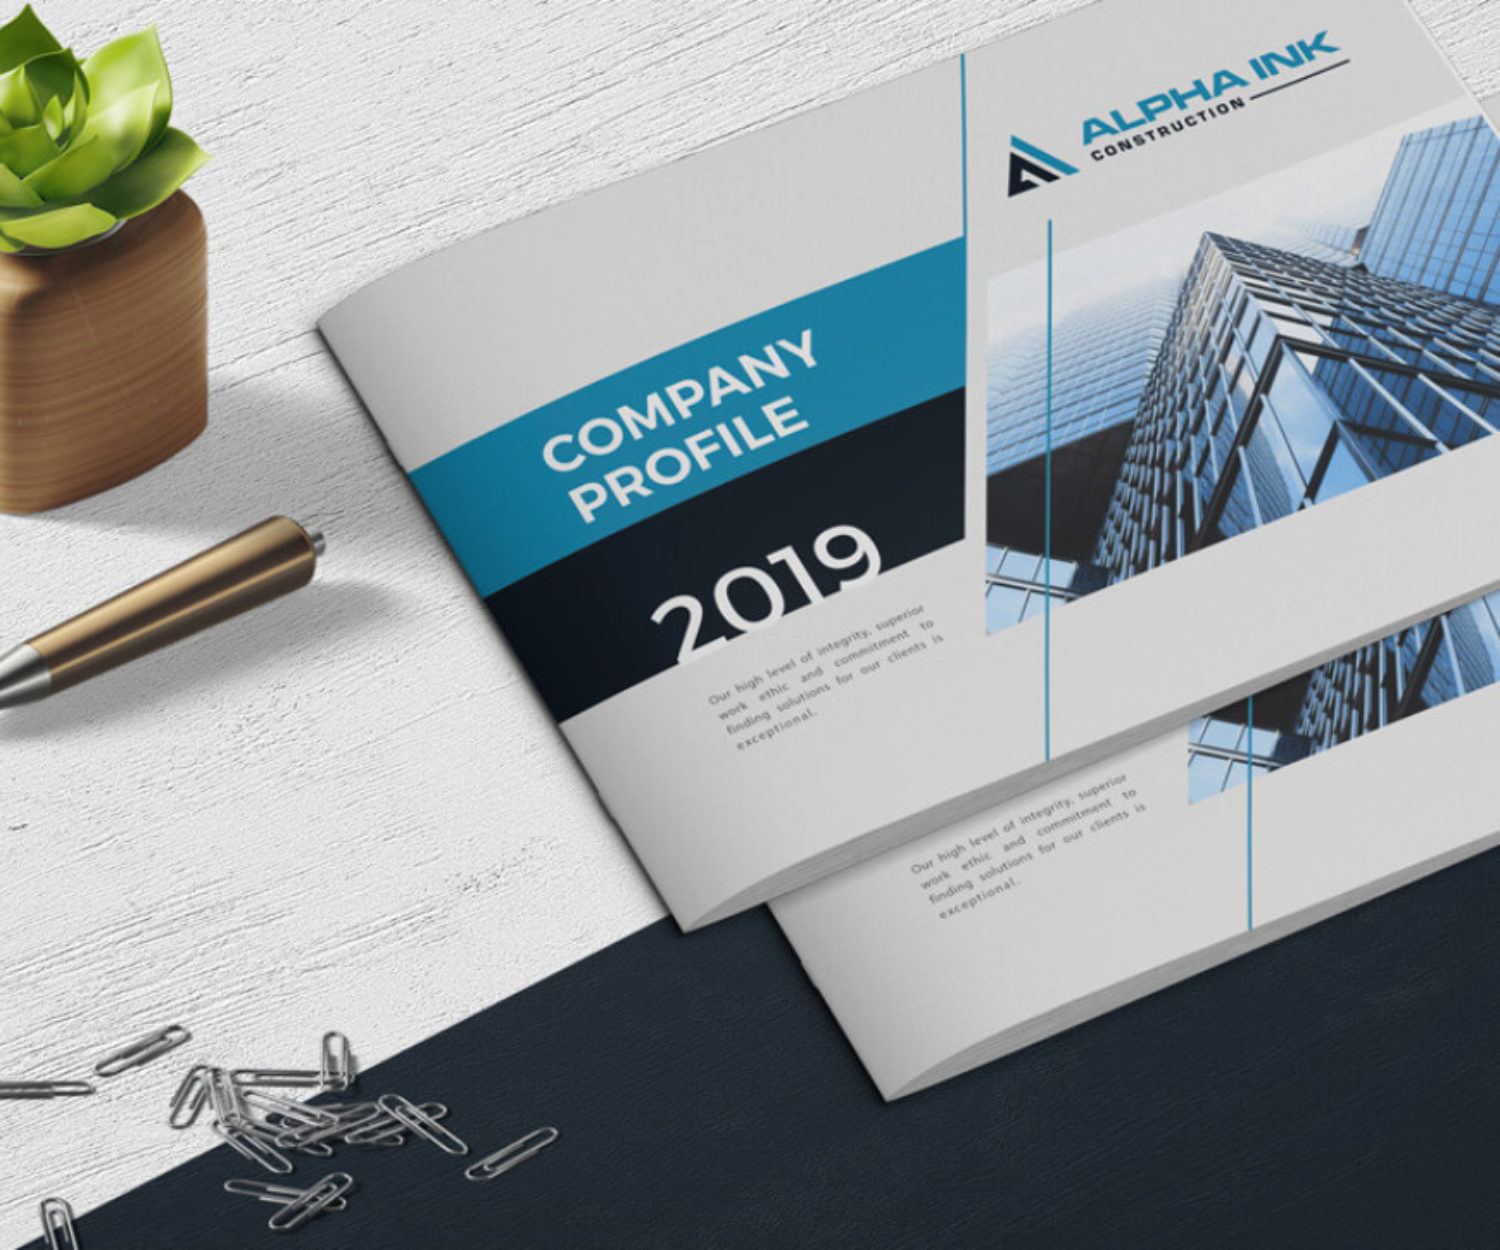 ALPHA INK
CONSTRUCTION
COMPANY
PROFILE
2019
Our high level of integrity, superior
work ethic and commitment to
finding solutions for our clients is
exceptional.
Our high level of integrity, superior
work ethic and commitment to
finding solutions for our clients is
exceptional.